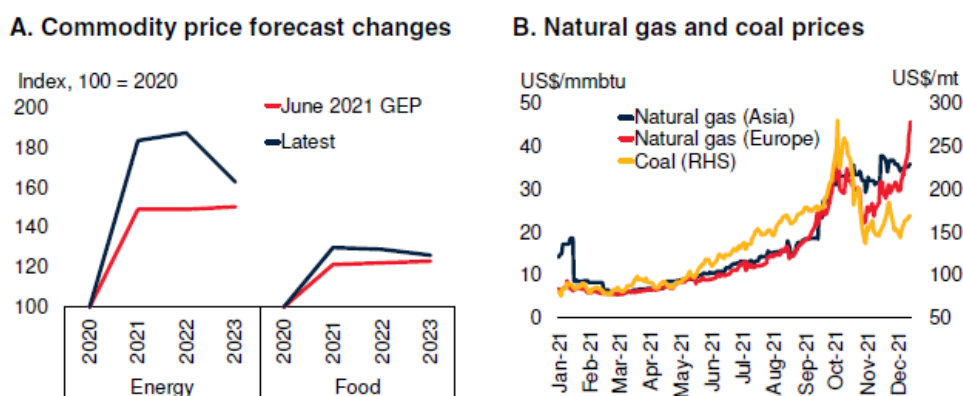 A. Commodity price forecast changes
Index, 100 = 2020
200
180
160
140
120
100
June 2021 GEP
Latest
2020
2021
2022
2023
2020
2021
2022
2023
Energy
Food
B. Natural gas and coal prices
US$/mmbtu
US$/mt
50
40
30
20
10
0
Natural gas (Asia)
Natural gas (Europe)
Coal (RHS)
300
250
200
150
100
50
Jan-21
Feb-21
Mar-21
Apr-21
May-21
Jun-21
Jul-21
Aug-21
Sep-21
Oct-21
Nov-21
Dec-21